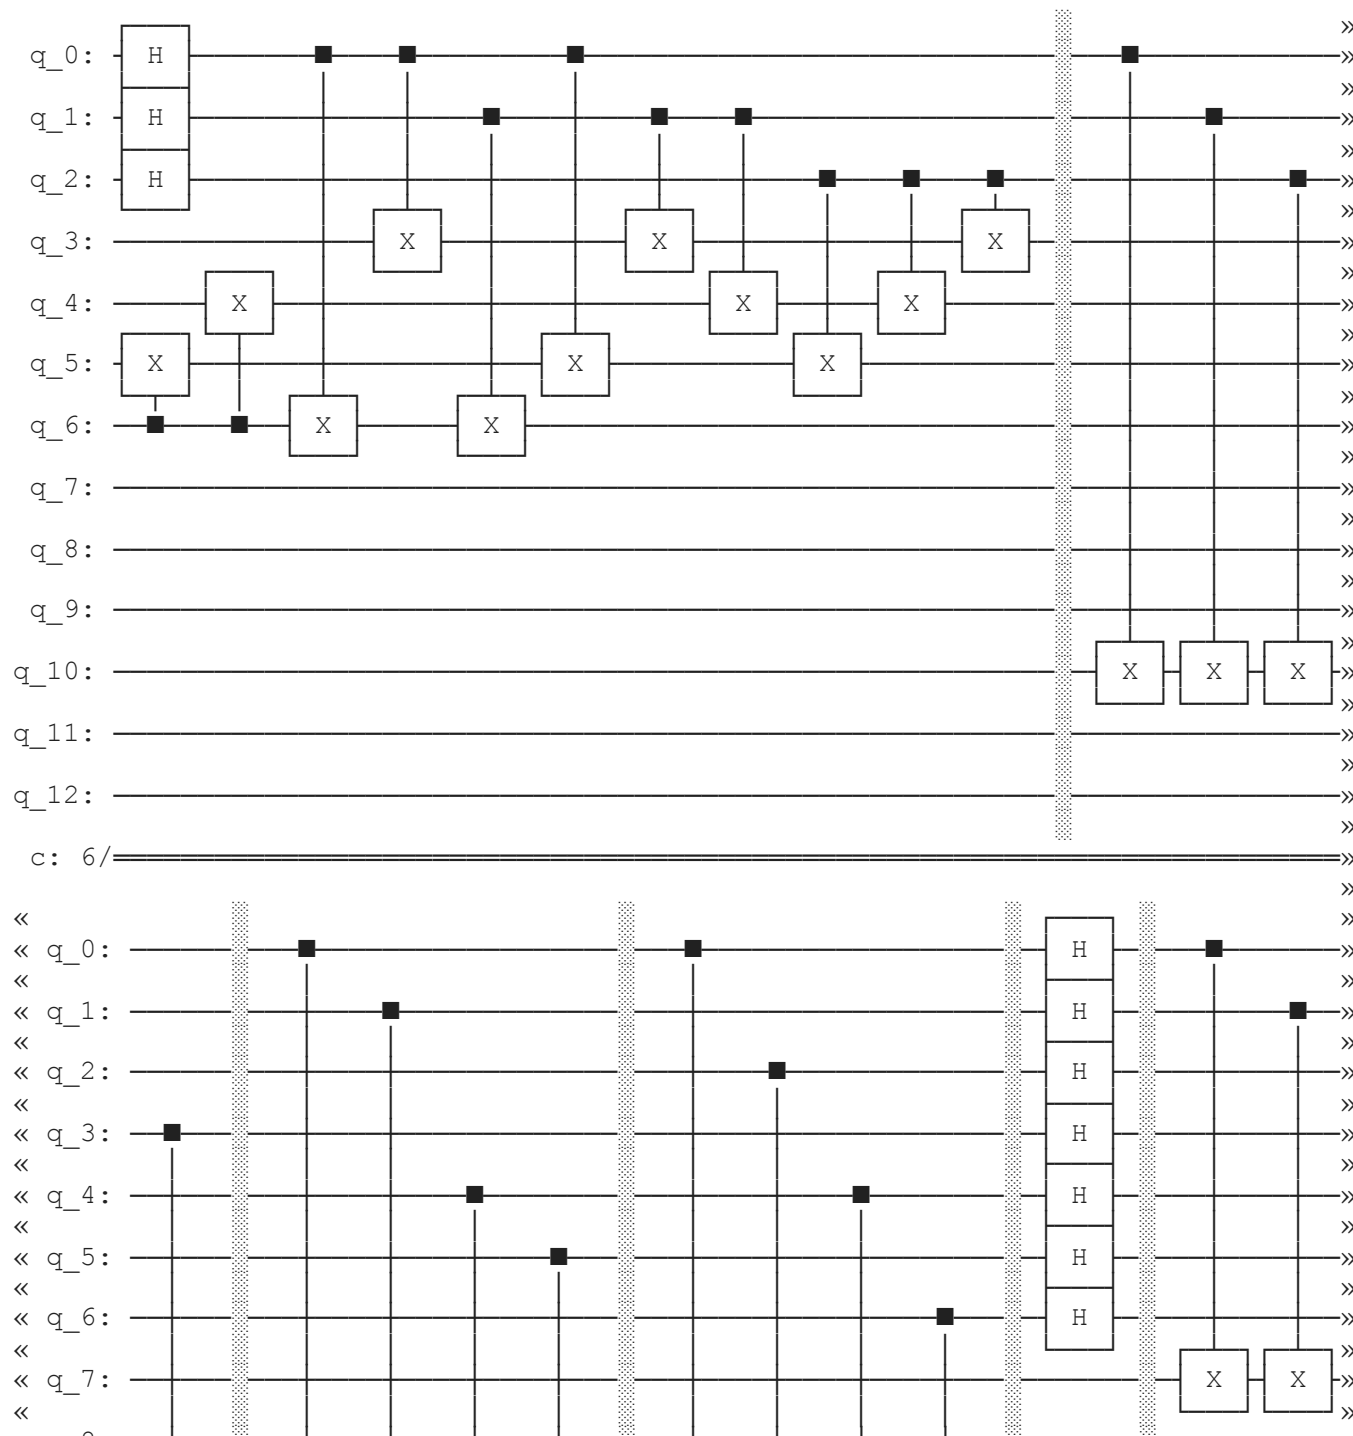 »
q_0: H »
»
q_1: H »
»
q_2: H »
»
q_3: X X X »
»
q_4: X X X »
»
q_5: X X X »
»
q_6: X X »
»
q_7: »
»
q_8: »
»
q_9: »
»
q_10: X X X »
»
q_11: »
»
q_12: »
»
c: 6/ »
»
« »
« q_0: H »
« »
« q_1: H »
« »
« q_2: H »
« »
« q_3: H »
« »
« q_4: H »
« »
« q_5: H »
« »
« q_6: H »
« »
« q_7: X X »
« »